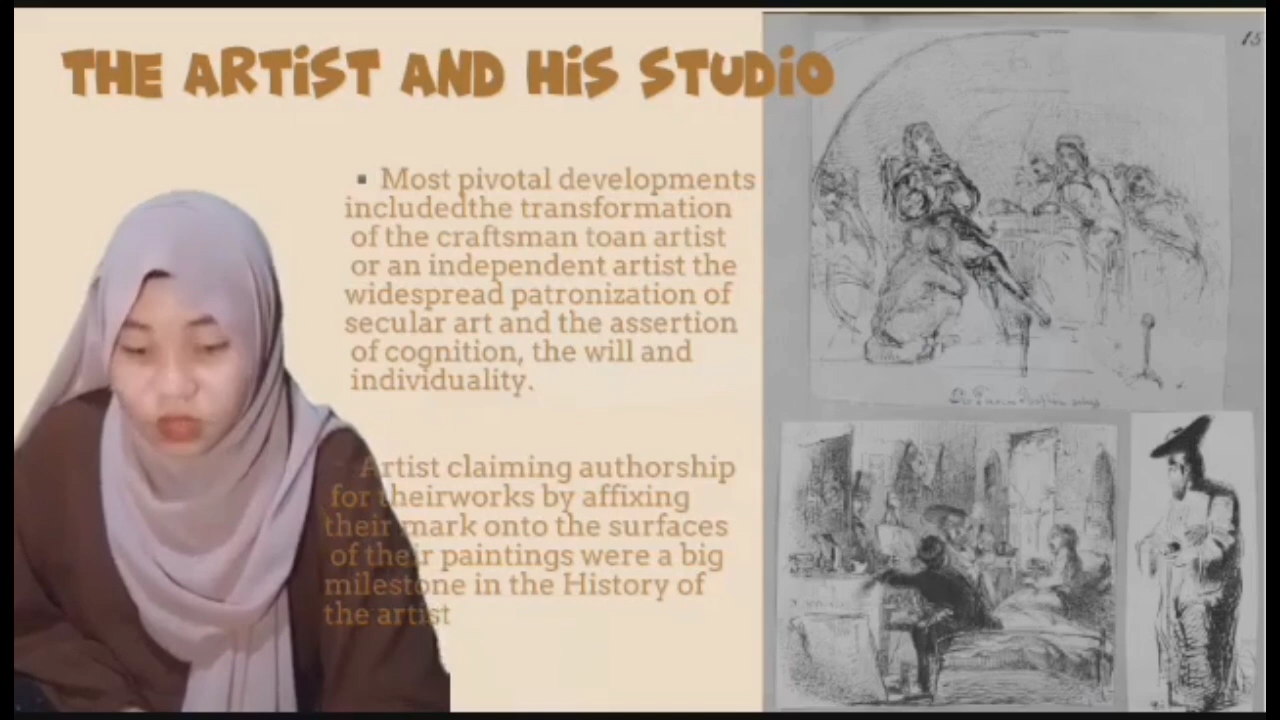 THE ARTIST AND HIS STUDIO
15
▪ Most pivotal developments
includedthe transformation
of the craftsman toan artist
or an independent artist the
widespread patronization of
secular art and the assertion
of cognition, the will and
individuality.
Artist claiming authorship
for theirworks by affixing
their mark onto the surfaces
of their paintings were a big
milestone in the History of
the artist